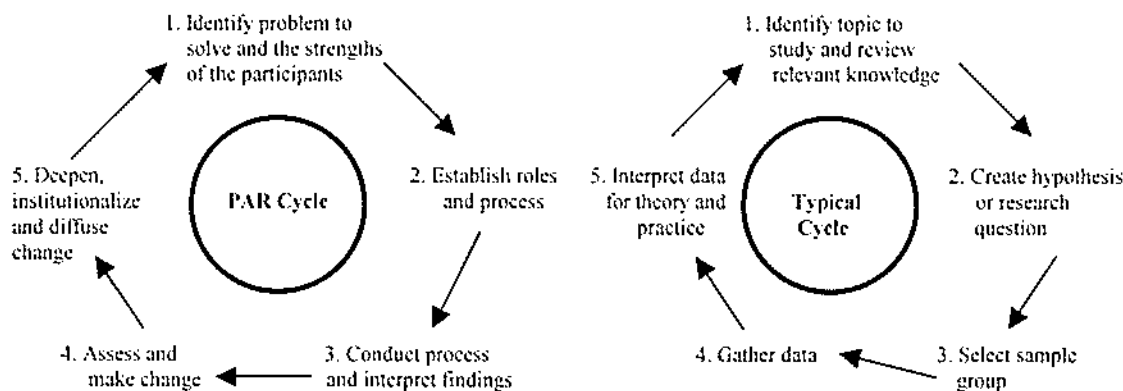 1. Identify problem to
solve and the strengths
of the participants
PAR Cycle
2. Establish roles
and process
3. Conduct process
and interpret findings
4. Assess and
make change
5. Deepen,
institutionalize
and diffuse
change
1. Identify topic to
study and review
relevant knowledge
Typical
Cycle
2. Create hypothesis
or research
question
3. Select sample
group
4. Gather data
5. Interpret data
for theory and
practice